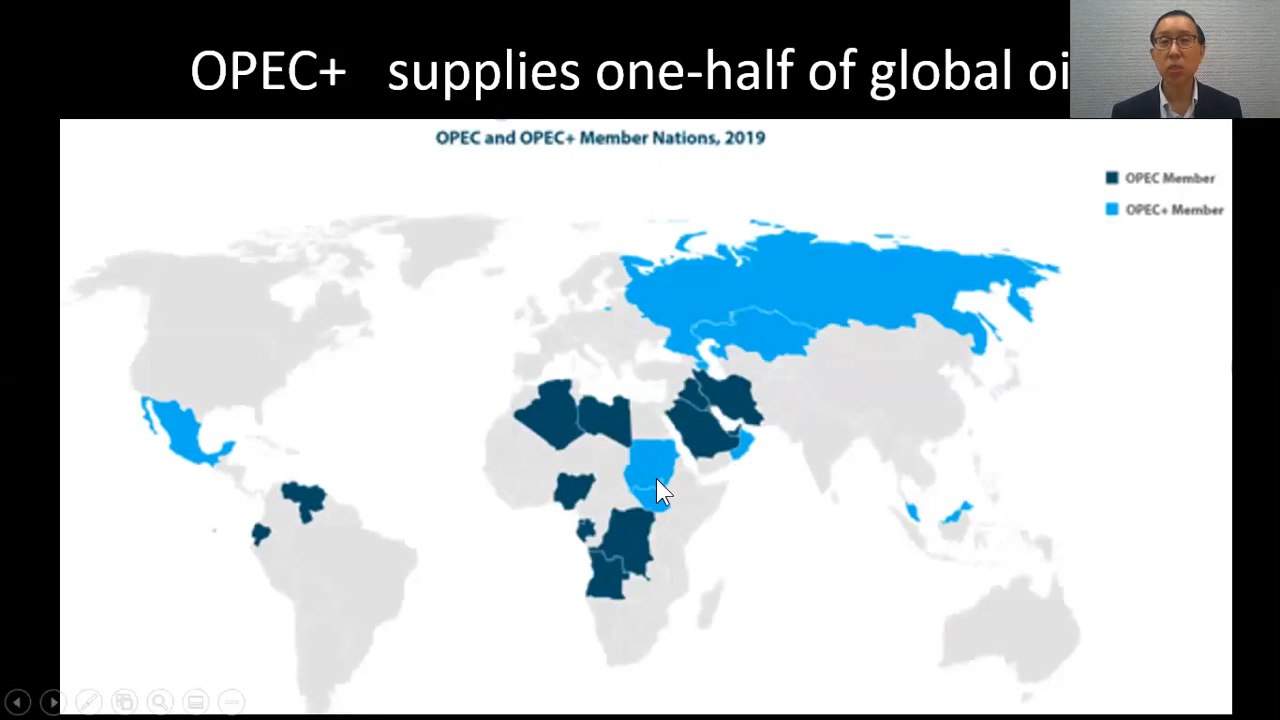 OPEC+ supplies one-half of global oi
OPEC and OPEC+ Member Nations, 2019
OPEC Member
OPEC+ Member